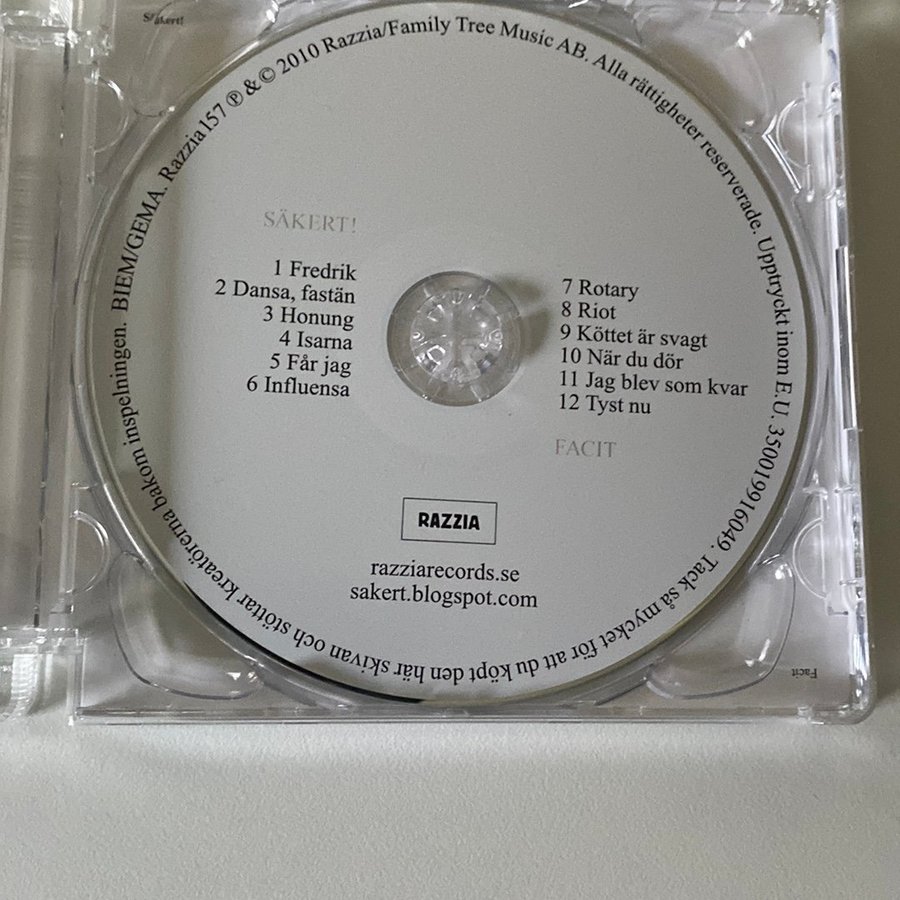 Säkert!
BIEM/GEMA. Razzia157 ℗ & © 2010 Razzia/Family Tree Music AB. Alla rättigheter reserverade. Upptryckt inom E.U. 350019916049. Tack så mycket för att du köpt den här skivan och stöttar kreatörerna bakom inspelningen.
SÄKERT!
1 Fredrik
2 Dansa, fastän
3 Honung
4 Isarna
5 Får jag
6 Influensa
7 Rotary
8 Riot
9 Köttet är svagt
10 När du dör
11 Jag blev som kvar
12 Tyst nu
FACIT
RAZZIA
razziarecords.se
sakert.blogspot.com
Facit